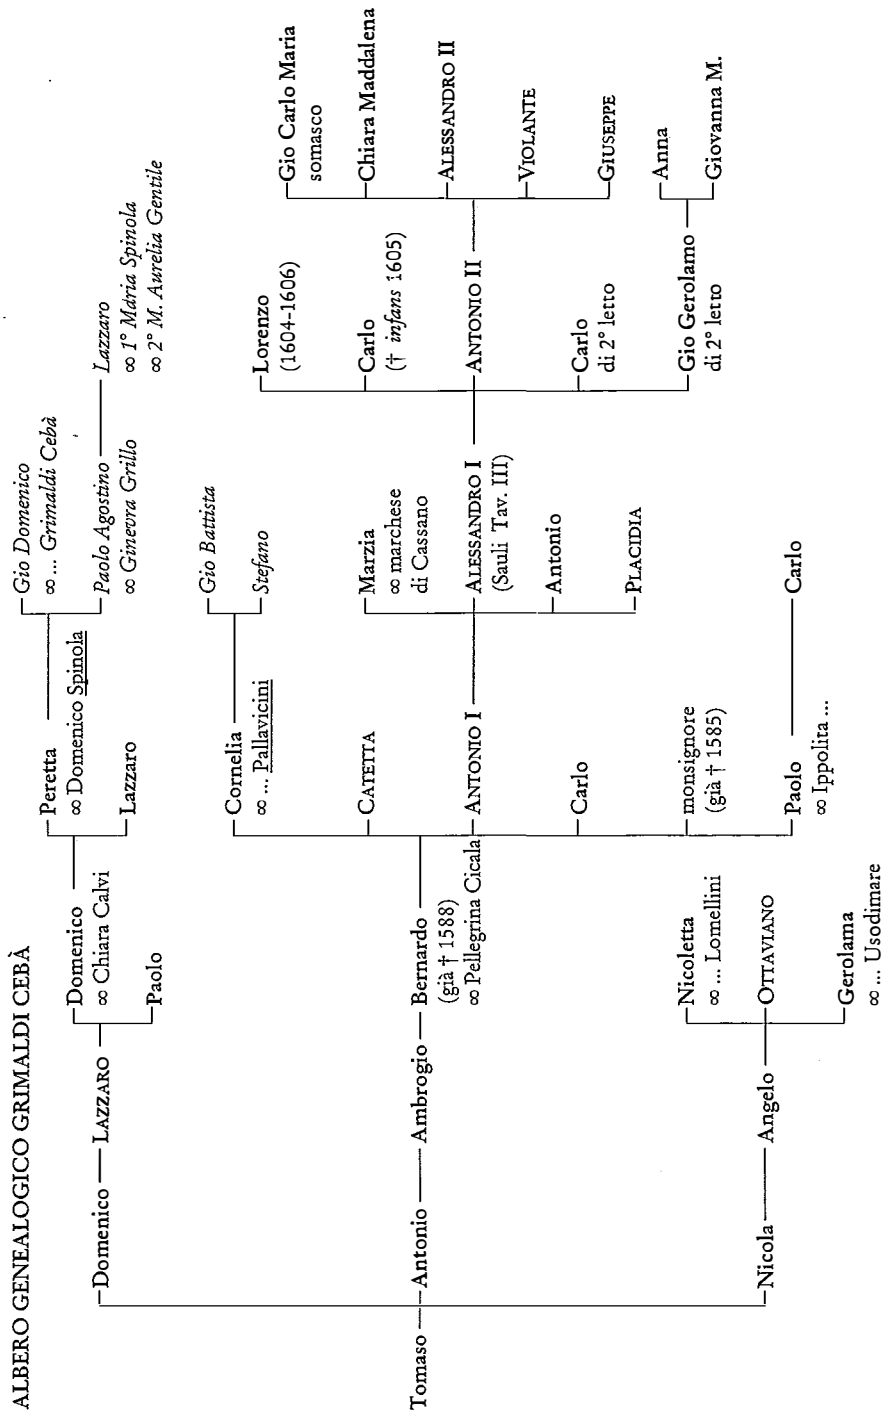 ALBERO GENEALOGICO GRIMALDI CEBÀ
Tomaso
Domenico
LAZZARO
Domenico
∞ Chiara Calvi
Peretta
∞ Domenico Spinola
Gio Domenico
∞ ... Grimaldi Cebà
Paolo Agostino
∞ Ginevra Grillo
Lazzaro
∞ 1° Maria Spinola
∞ 2° M. Aurelia Gentile
Lazzaro
Paolo
Antonio
Ambrogio
Bernardo
(già † 1588)
∞ Pellegrina Cicala
Cornelia
∞ ... Pallavicini
Gio Battista
Stefano
CATETTA
ANTONIO I
Marzia
∞ marchese
di Cassano
ALESSANDRO I
(Sauli Tav. III)
Lorenzo
(1604-1606)
Carlo
(† infans 1605)
ANTONIO II
Gio Carlo Maria
somasco
Chiara Maddalena
ALESSANDRO II
VIOLANTE
GIUSEPPE
Carlo
di 2° letto
Gio Gerolamo
di 2° letto
Anna
Giovanna M.
Antonio
PLACIDIA
Carlo
monsignore
(già † 1585)
Paolo
∞ Ippolita ...
Carlo
Nicola
Angelo
Nicoletta
∞ ... Lomellini
OTTAVIANO
Gerolama
∞ ... Usodimare